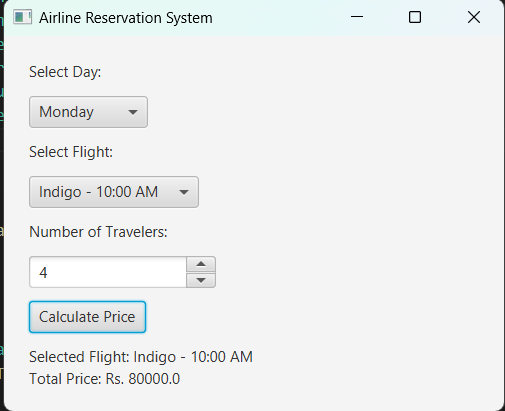 Airline Reservation System
Select Day:
Monday
Select Flight:
Indigo - 10:00 AM
Number of Travelers:
4
Calculate Price
Selected Flight: Indigo - 10:00 AM
Total Price: Rs. 80000.0